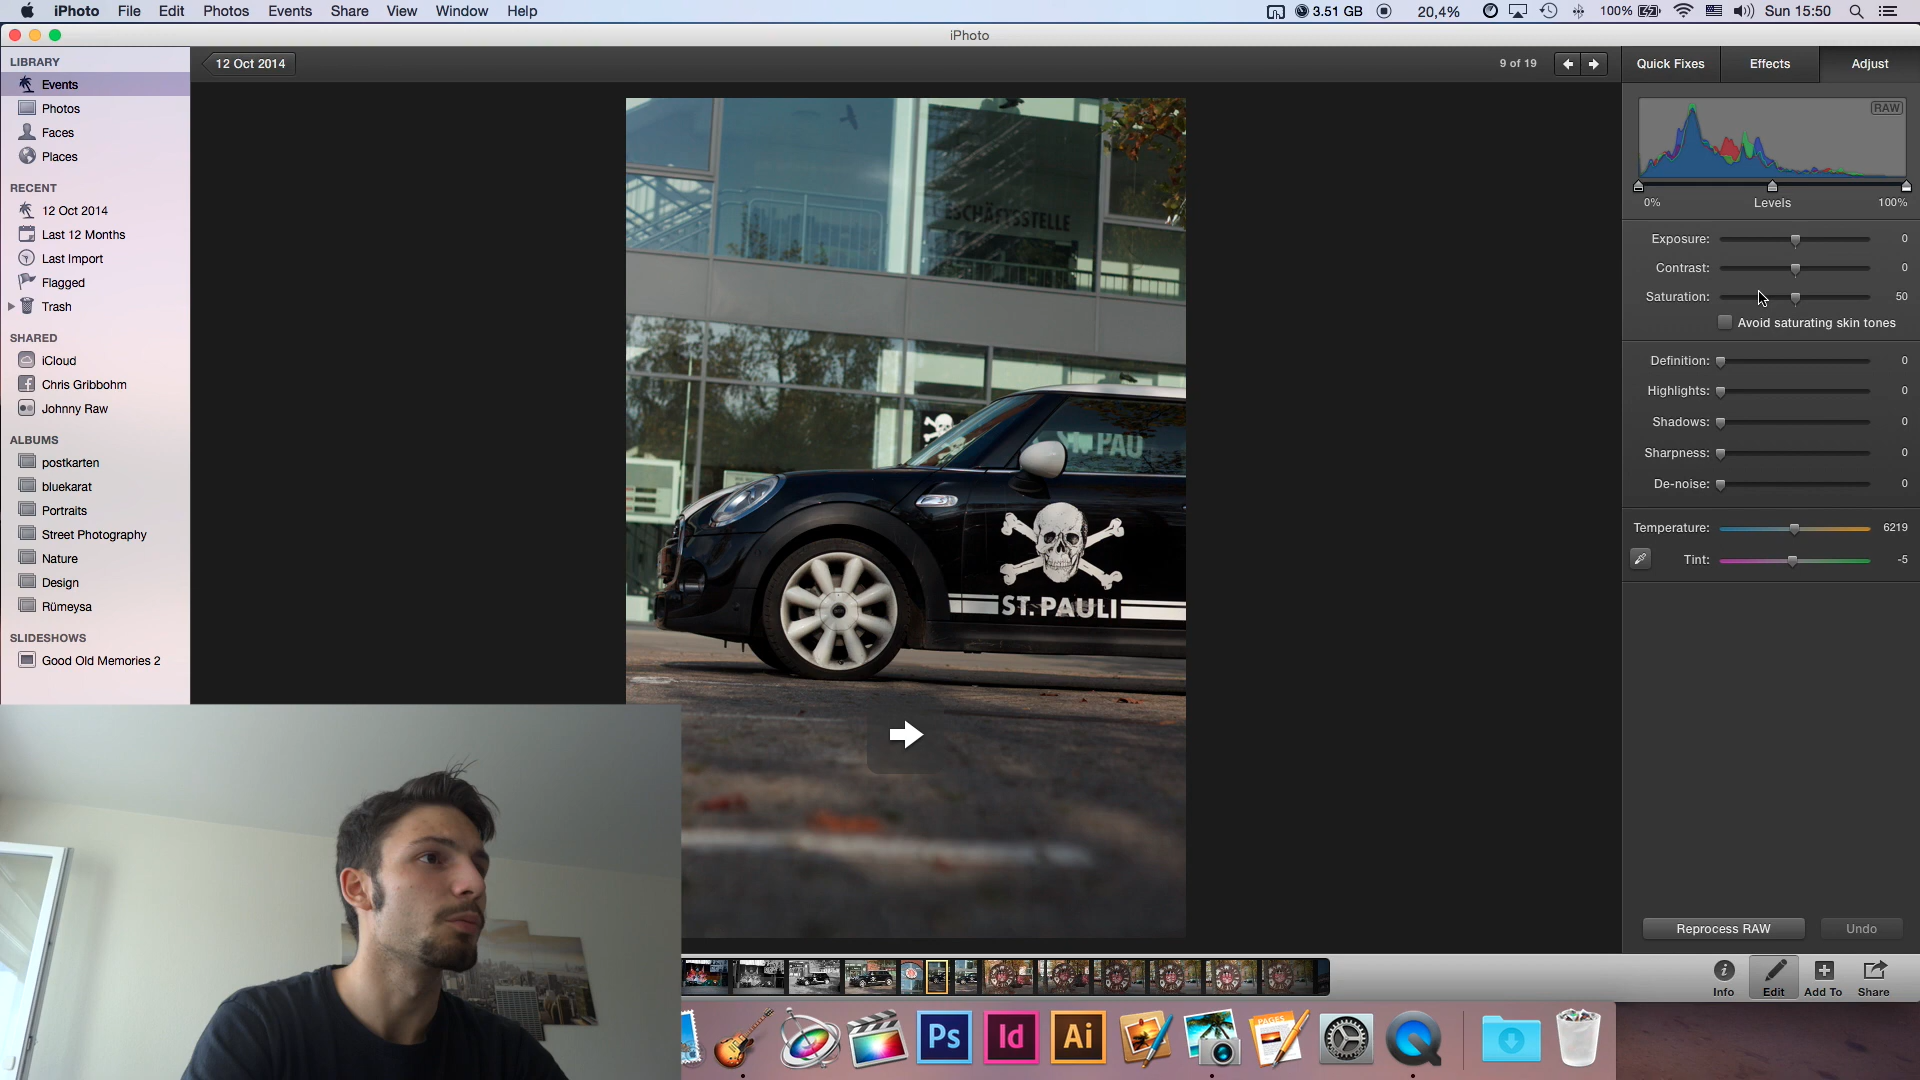 iPhoto File Edit Photos Events Share View Window Help
3.51 GB 20,4% 100% Sun 15:50
iPhoto
LIBRARY
Events
Photos
Faces
Places
RECENT
12 Oct 2014
Last 12 Months
Last Import
Flagged
Trash
SHARED
iCloud
Chris Gribbohm
Johnny Raw
ALBUMS
postkarten
bluekarat
Portraits
Street Photography
Nature
Design
Rümeysa
SLIDESHOWS
Good Old Memories 2
12 Oct 2014
9 of 19
ESCHÄFTSSTELLE
ST. PAU
ST. PAULI
Quick Fixes Effects Adjust
RAW
0% Levels 100%
Exposure: 0
Contrast: 0
Saturation: 50
Avoid saturating skin tones
Definition: 0
Highlights: 0
Shadows: 0
Sharpness: 0
De-noise: 0
Temperature: 6219
Tint: -5
Reprocess RAW Undo
Info Edit Add To Share
Ps Id Ai
PAGES